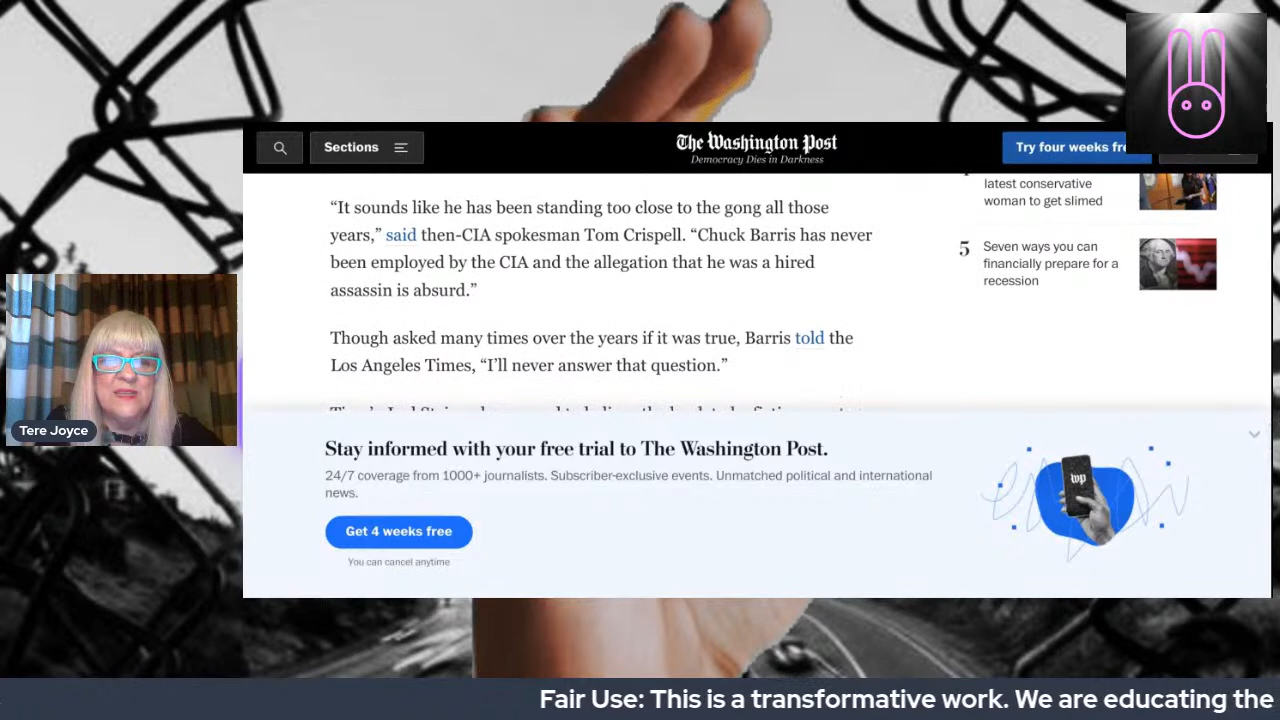 Sections
The Washington Post
Democracy Dies in Darkness
Try four weeks fre
“It sounds like he has been standing too close to the gong all those
years,” said then-CIA spokesman Tom Crispell. “Chuck Barris has never
been employed by the CIA and the allegation that he was a hired
assassin is absurd.”
Though asked many times over the years if it was true, Barris told the
Los Angeles Times, “I’ll never answer that question.”
latest conservative
woman to get slimed
5
Seven ways you can
financially prepare for a
recession
Stay informed with your free trial to The Washington Post.
24/7 coverage from 1000+ journalists. Subscriber-exclusive events. Unmatched political and international
news.
Get 4 weeks free
You can cancel anytime
wp
Tere Joyce
Fair Use: This is a transformative work. We are educating the